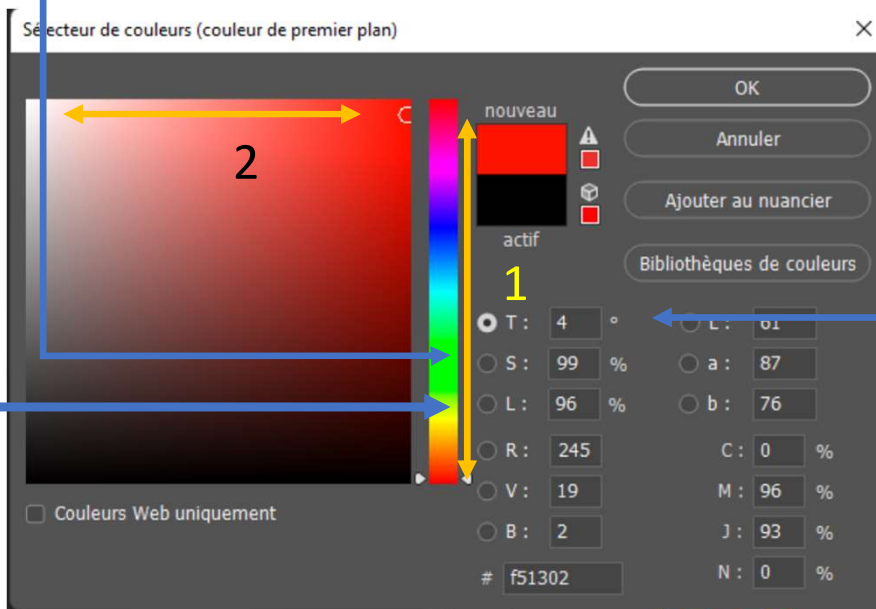 Sélecteur de couleurs (couleur de premier plan)
2
nouveau
actif
1
OK
Annuler
Ajouter au nuancier
Bibliothèques de couleurs
T : 4 °
L : 61
S : 99 %
a : 87
L : 96 %
b : 76
R : 245
C : 0 %
V : 19
M : 96 %
B : 2
J : 93 %
# f51302
N : 0 %
Couleurs Web uniquement